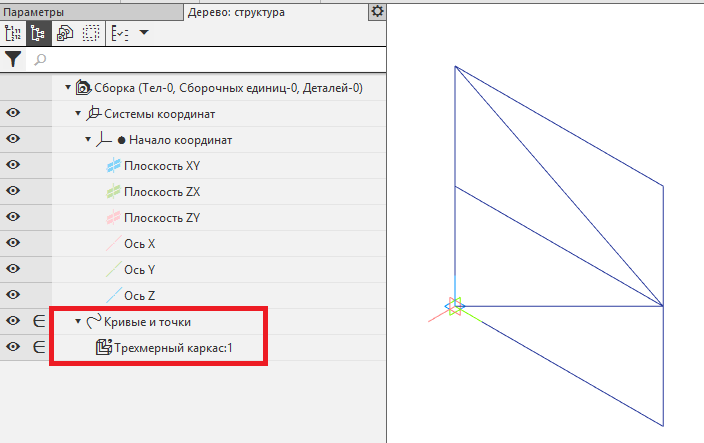 Параметры
Дерево: структура
Сборка (Тел-0, Сборочных единиц-0, Деталей-0)
Системы координат
Начало координат
Плоскость XY
Плоскость ZX
Плоскость ZY
Ось X
Ось Y
Ось Z
Кривые и точки
Трехмерный каркас:1